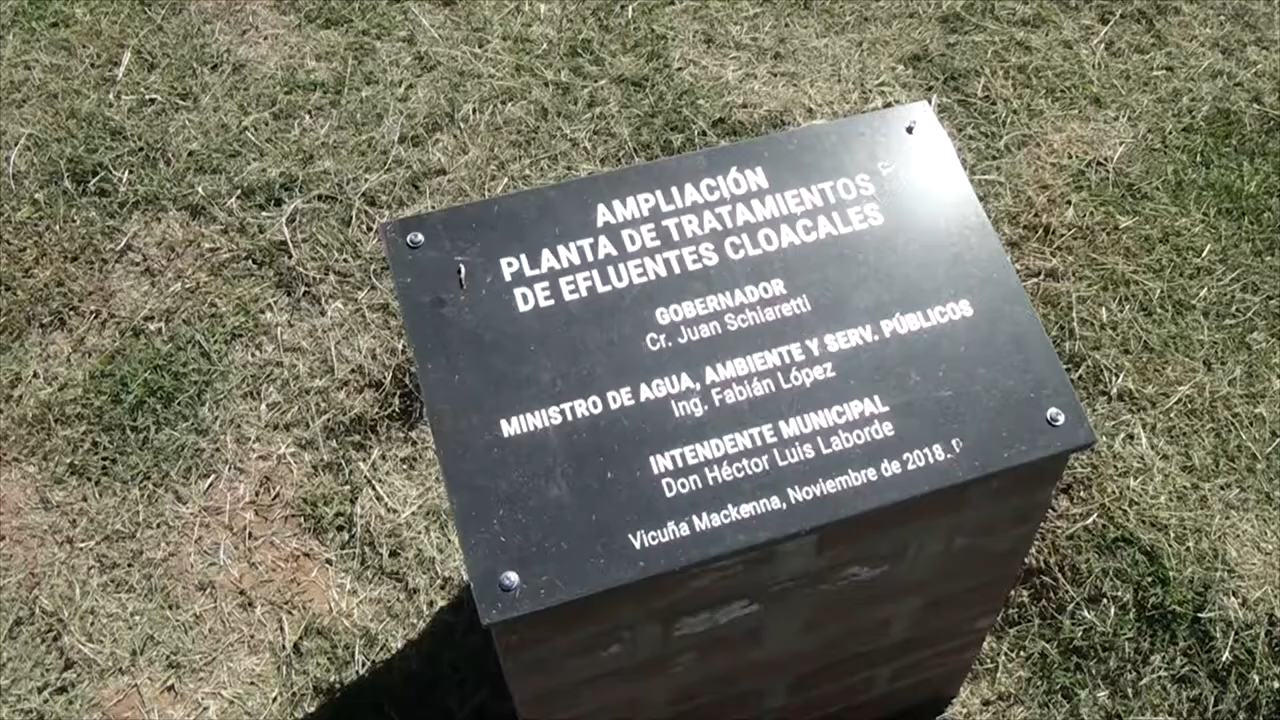 AMPLIACIÓN
PLANTA DE TRATAMIENTOS
DE EFLUENTES CLOACALES
GOBERNADOR
Cr. Juan Schiaretti
MINISTRO DE AGUA, AMBIENTE Y SERV. PÚBLICOS
Ing. Fabián López
INTENDENTE MUNICIPAL
Don Héctor Luis Laborde
Vicuña Mackenna, Noviembre de 2018.